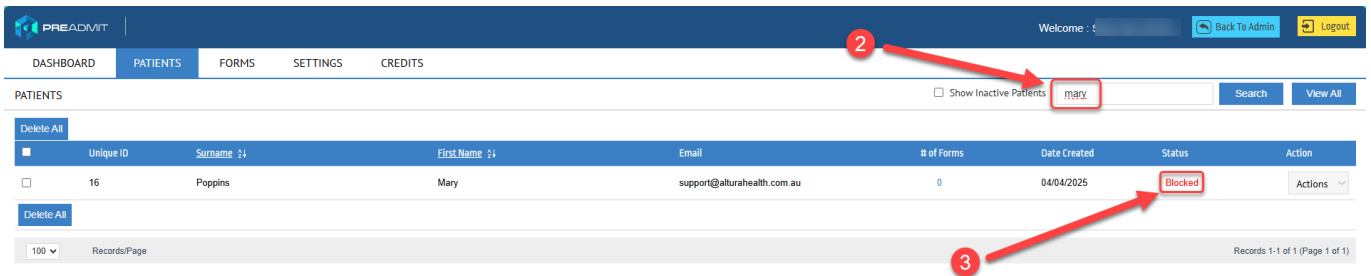 PREADMIT
Welcome : Back To Admin Logout
2
DASHBOARD PATIENTS FORMS SETTINGS CREDITS
PATIENTS Show Inactive Patients mary Search View All
Delete All
Unique ID Surname First Name Email # of Forms Date Created Status Action
16 Poppins Mary support@alturahealth.com.au 0 04/04/2025 Blocked Actions
Delete All
100 Records/Page Records 1-1 of 1 (Page 1 of 1)
3